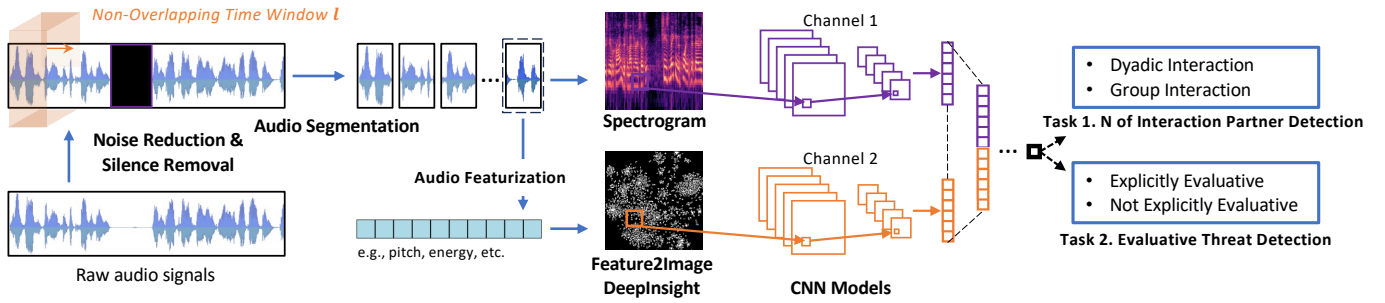 Non-Overlapping Time Window l
Noise Reduction &
Silence Removal
Raw audio signals
Audio Segmentation
...
Audio Featurization
e.g., pitch, energy, etc.
Spectrogram
Feature2Image
DeepInsight
Channel 1
Channel 2
CNN Models
...
• Dyadic Interaction
• Group Interaction
Task 1. N of Interaction Partner Detection
• Explicitly Evaluative
• Not Explicitly Evaluative
Task 2. Evaluative Threat Detection